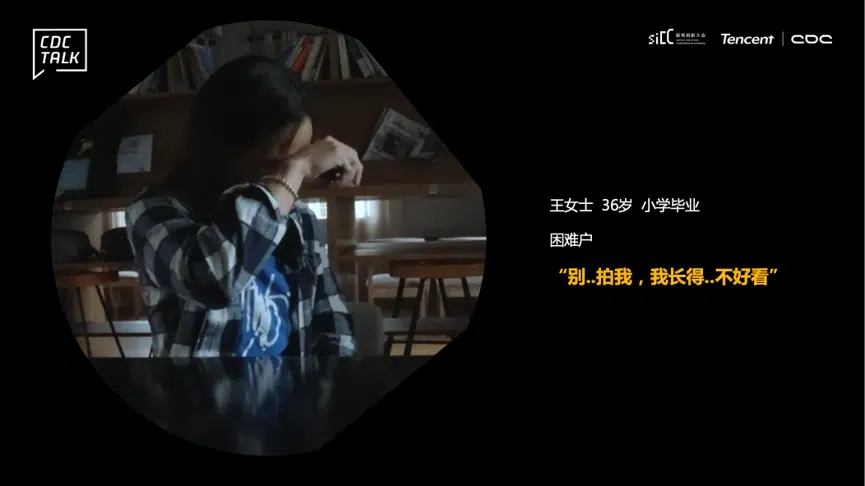 CDC
TALK
SiCC
Tencent
CDC
王女士 36岁 小学毕业
困难户
“别..拍我，我长得..不好看”